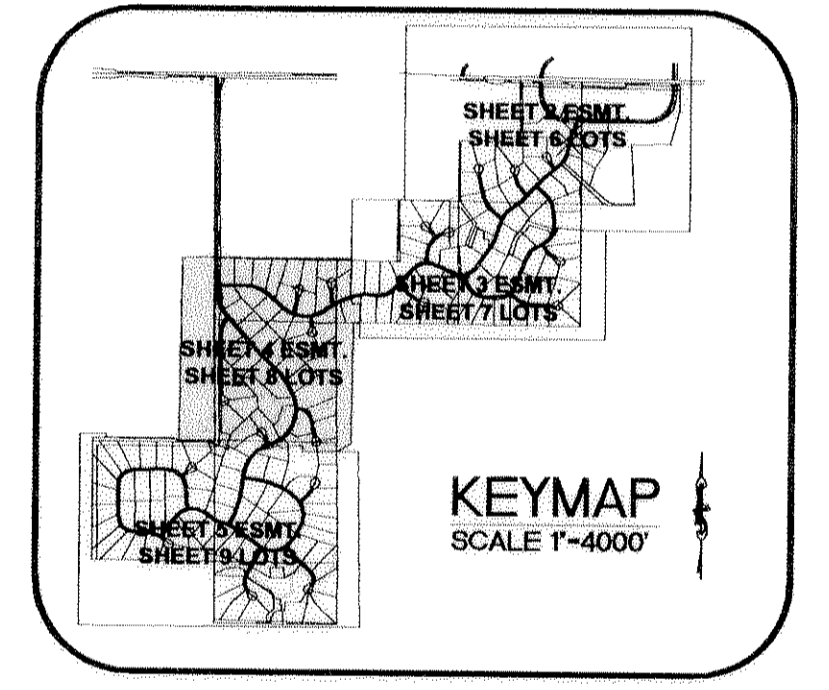 SHEET 2 ESMT.
SHEET 6 LOTS
SHEET 3 ESMT.
SHEET 7 LOTS
SHEET 4 ESMT.
SHEET 8 LOTS
SHEET 5 ESMT.
SHEET 9 LOTS
KEYMAP
SCALE 1"-4000'